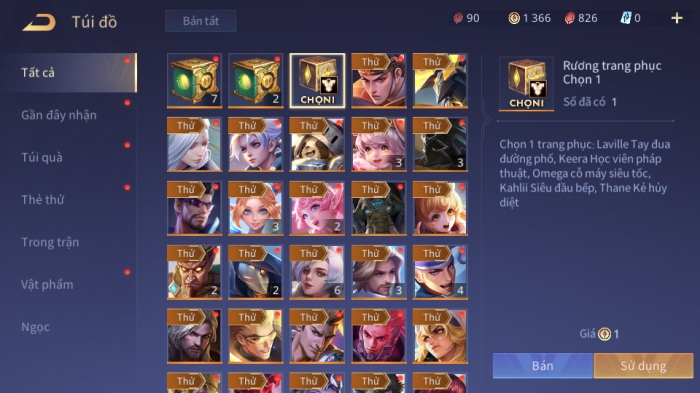 Túi đồ
Bán tất
90
1 366
826
0
+
Tất cả
Gần đây nhận
Túi quà
Thẻ thử
Trong trận
Vật phẩm
Ngọc
7
2
CHỌN1
Thử
Thử
Thử
Thử
Thử
Thử 3
Thử 3
Thử
Thử 3
Thử 2
Thử
Thử 2
Thử 2
Thử 2
Thử 6
Thử 3
Thử 4
Thử
Thử
Thử
Thử
Thử
Thử
Thử
Thử
Thử
Thử
CHỌN1
Rương trang phục
Chọn 1
Số đã có 1
Chọn 1 trang phục: Laville Tay đua
đường phố, Keera Học viên pháp
thuật, Omega cỗ máy siêu tốc,
Kahlii Siêu đầu bếp, Thane Kẻ hủy
diệt
Giá 1
Bán
Sử dụng